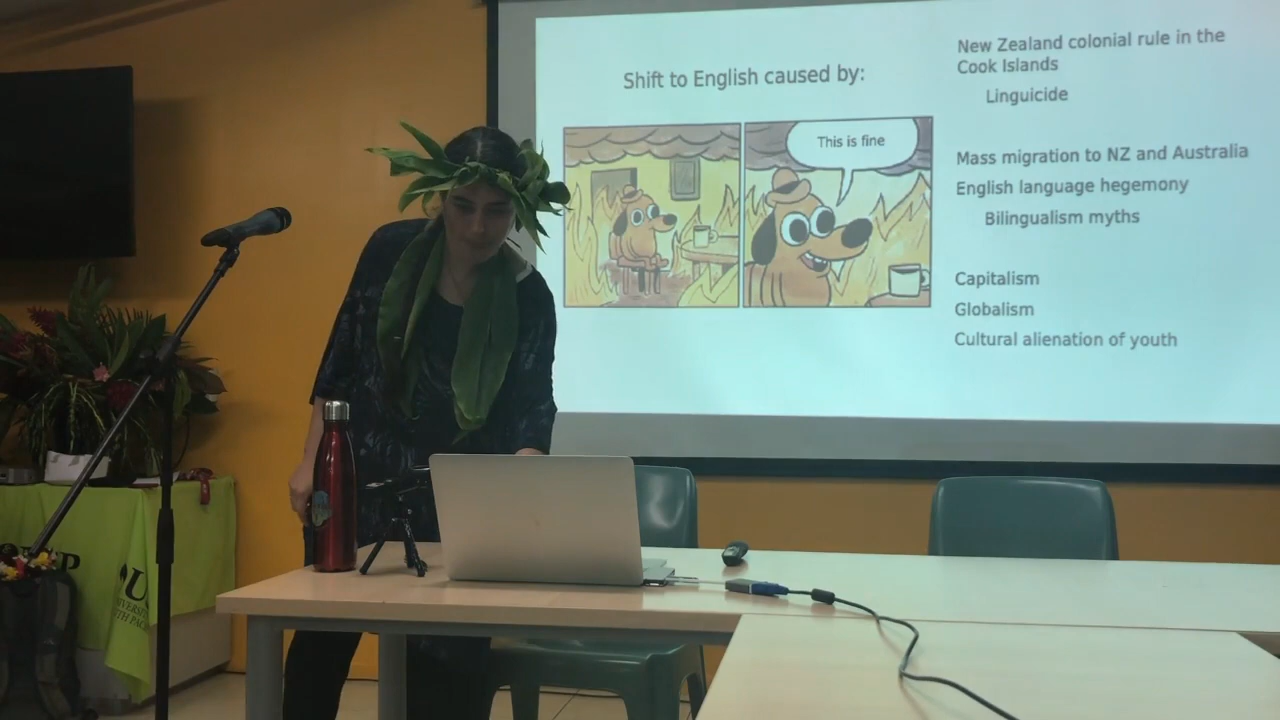 Shift to English caused by:
This is fine
New Zealand colonial rule in the
Cook Islands
Linguicide
Mass migration to NZ and Australia
English language hegemony
Bilingualism myths
Capitalism
Globalism
Cultural alienation of youth